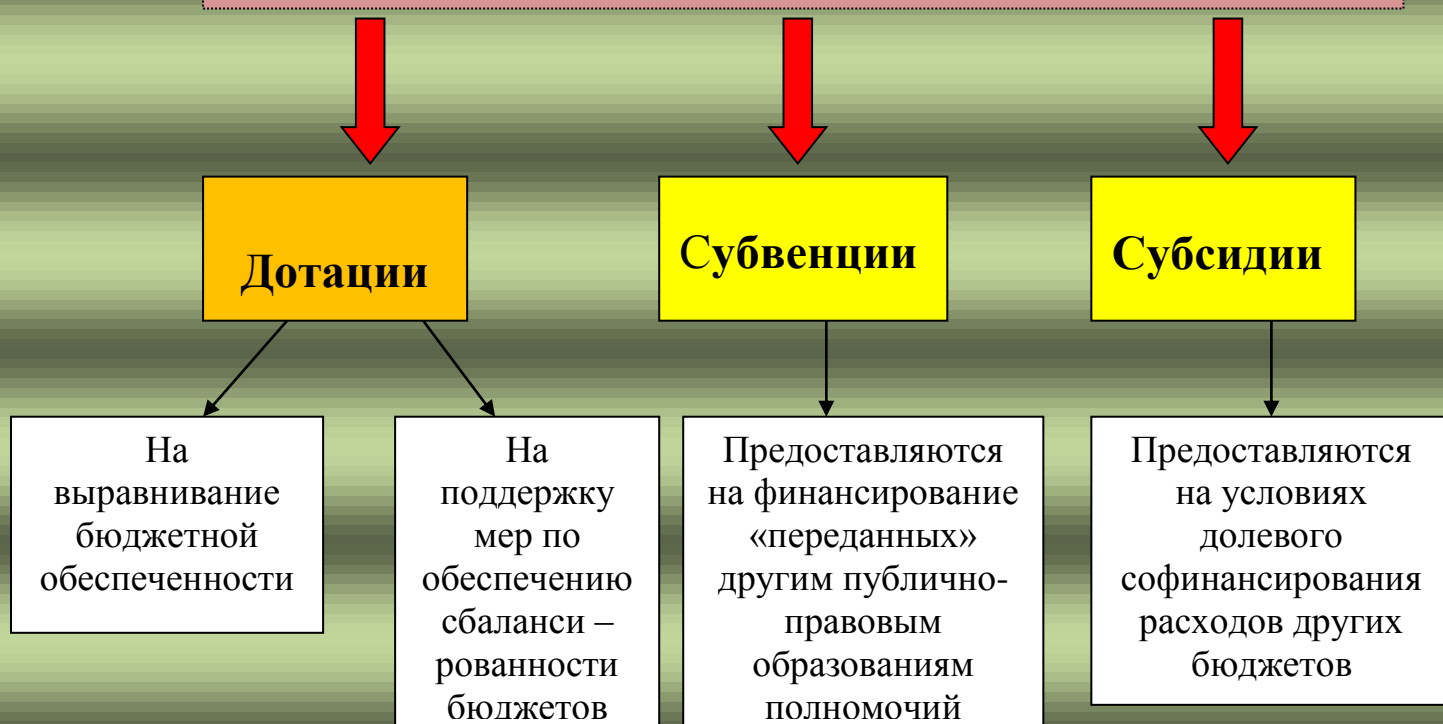 Дотации
Субвенции
Субсидии
На
выравнивание
бюджетной
обеспеченности
На
поддержку
мер по
обеспечению
сбаланси –
рованности
бюджетов
Предоставляются
на финансирование
«переданных»
другим публично-
правовым
образованиям
полномочий
Предоставляются
на условиях
долевого
софинансирования
расходов других
бюджетов